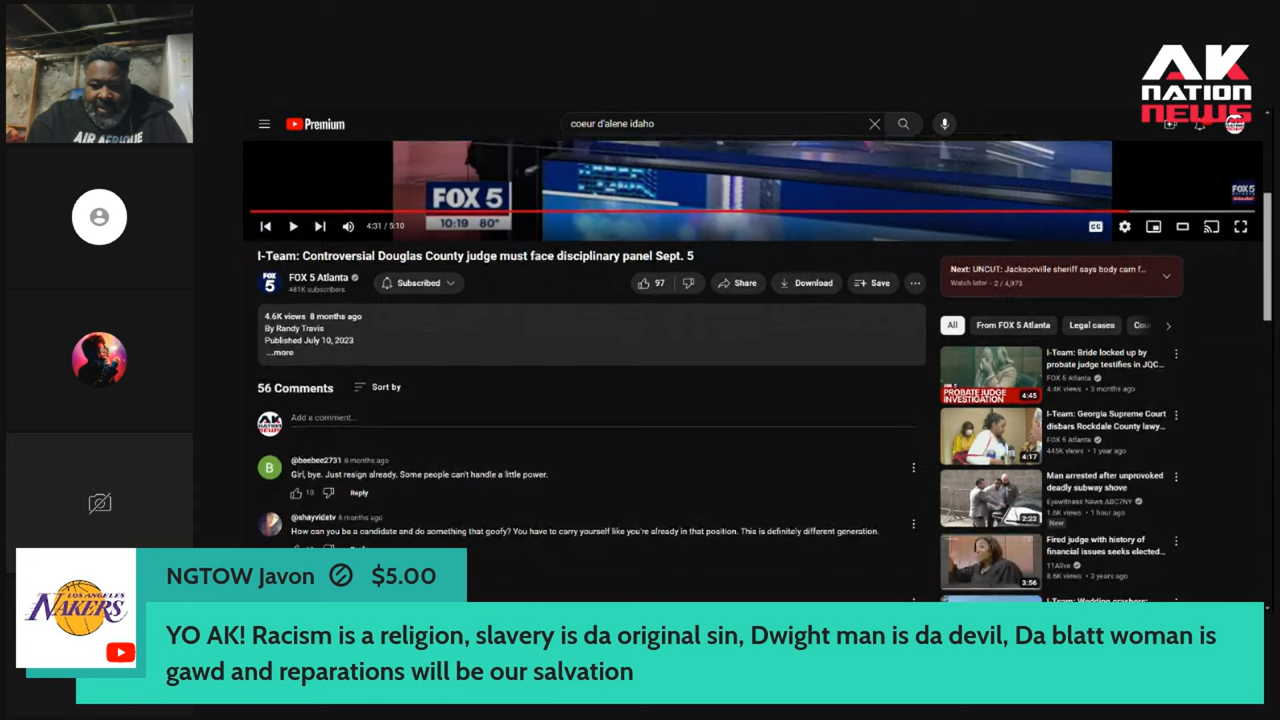 AIR AFRIQUE
AK
NATION
NEWS
Premium
coeur d'alene idaho
FOX 5
10:19 80°
FOX 5
4:31 / 5:10
CC
I-Team: Controversial Douglas County judge must face disciplinary panel Sept. 5
FOX 5 Atlanta
481K subscribers
Subscribed
97
Share
Download
Save
4.6K views 8 months ago
By Randy Travis
Published July 10, 2023
...more
56 Comments
Sort by
Add a comment...
@beebee2731 8 months ago
Girl, bye. Just resign already. Some people can't handle a little power.
10
Reply
@shayvidatv 8 months ago
How can you be a candidate and do something that goofy? You have to carry yourself like you're already in that position. This is definitely different generation.
Next: UNCUT: Jacksonville sheriff says body cam f...
Watch later - 2 / 4,973
All
From FOX 5 Atlanta
Legal cases
Cou
PROBATE JUDGE
INVESTIGATION
4:45
I-Team: Bride locked up by
probate judge testifies in JQC...
FOX 5 Atlanta
4.4K views • 3 months ago
4:17
I-Team: Georgia Supreme Court
disbars Rockdale County lawy...
FOX 5 Atlanta
445K views • 1 year ago
2:22
Man arrested after unprovoked
deadly subway shove
Eyewitness News ABC7NY
1.6K views • 1 hour ago
New
3:56
Fired judge with history of
financial issues seeks elected...
11Alive
8.6K views • 3 years ago
I-Team: Wedding crashers:
LOS ANGELES
NAKERS
NGTOW Javon $5.00
YO AK! Racism is a religion, slavery is da original sin, Dwight man is da devil, Da blatt woman is
gawd and reparations will be our salvation